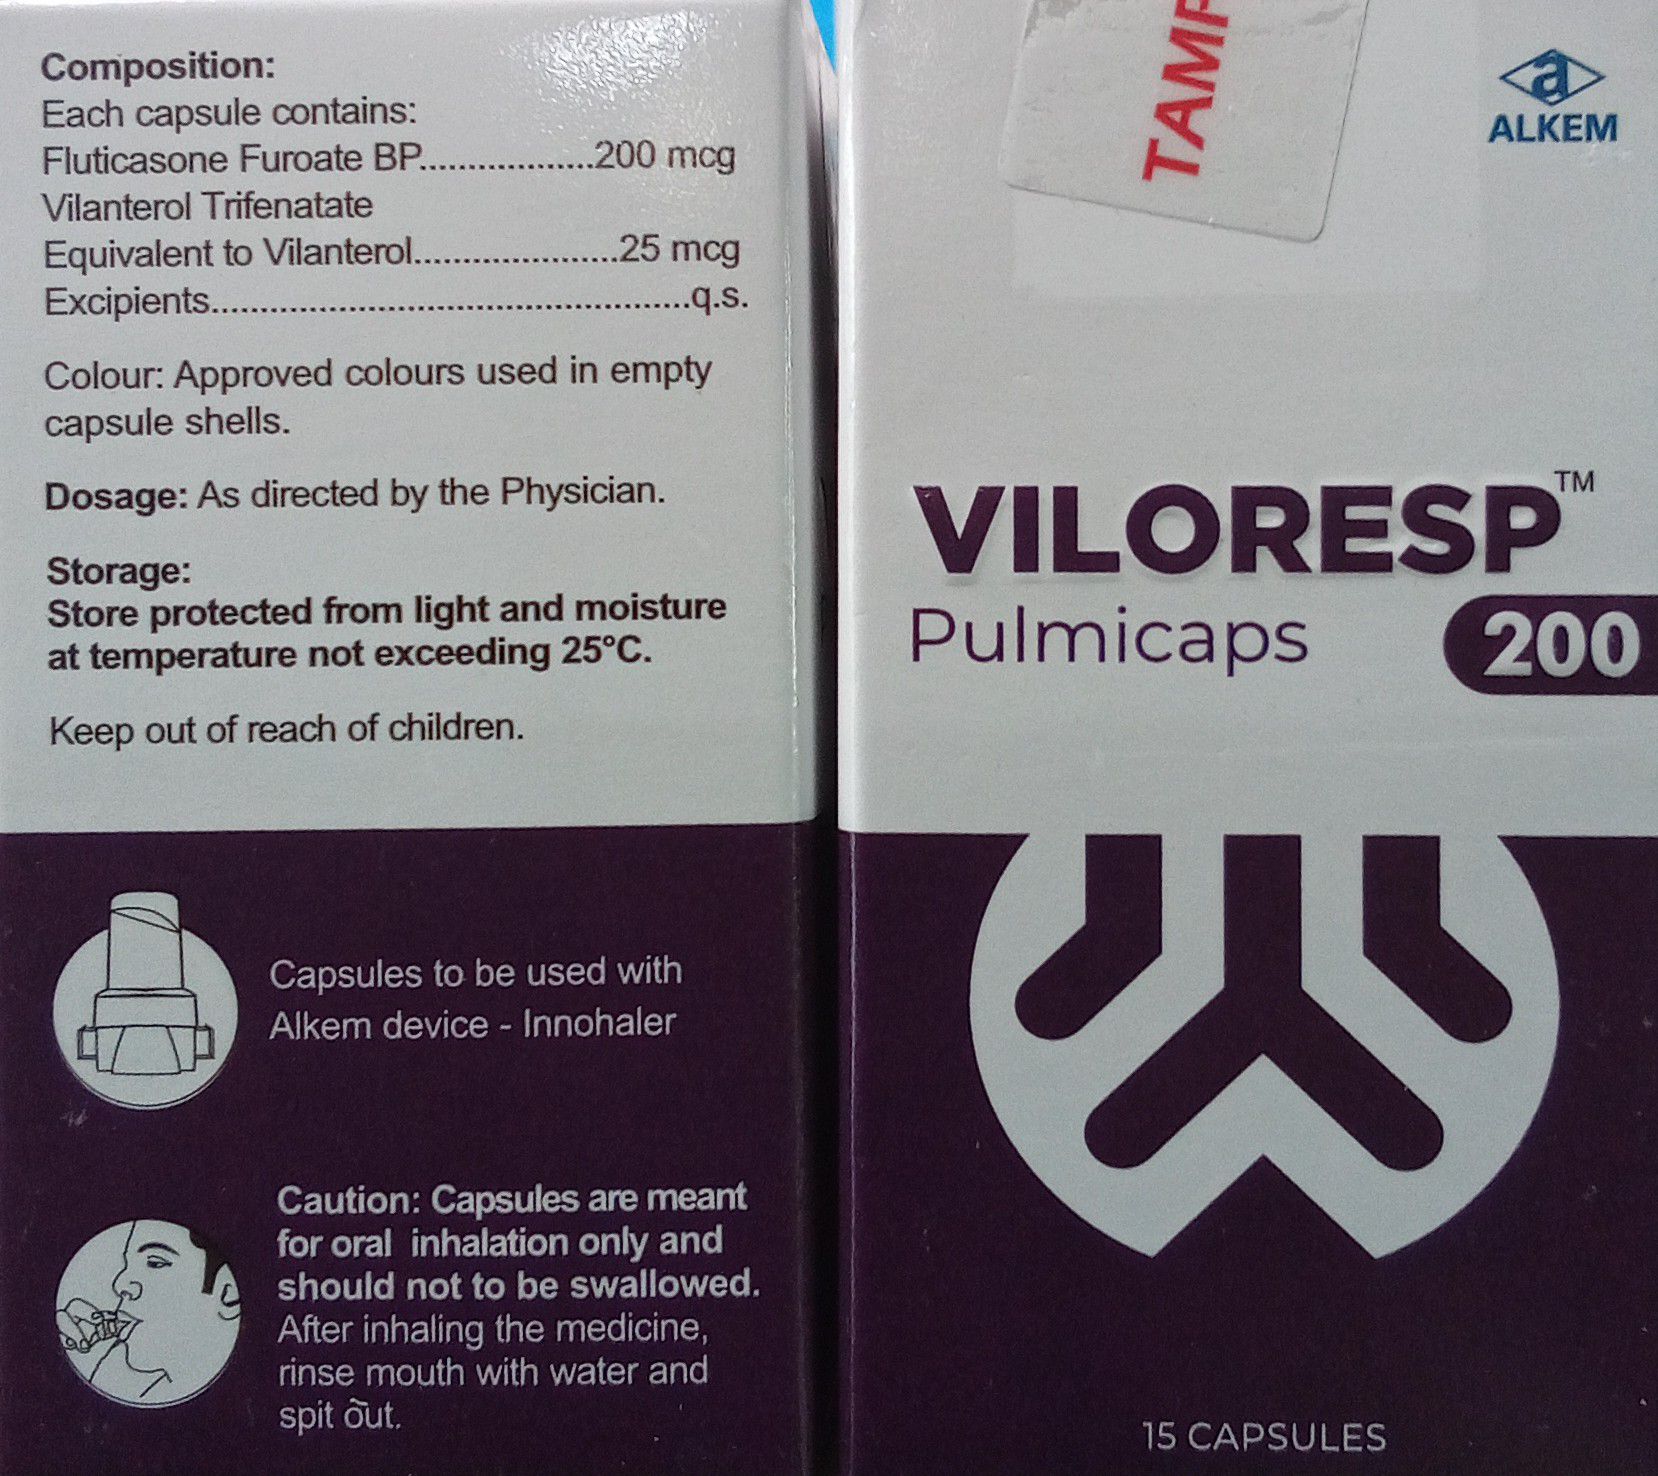 Composition:
Each capsule contains:
Fluticasone Furoate BP..................200 mcg
Vilanterol Trifenatate
Equivalent to Vilanterol.....................25 mcg
Excipients.................................................q.s.
Colour: Approved colours used in empty
capsule shells.
Dosage: As directed by the Physician.
Storage:
Store protected from light and moisture
at temperature not exceeding 25°C.
Keep out of reach of children.
Capsules to be used with
Alkem device - Innohaler
Caution: Capsules are meant
for oral inhalation only and
should not to be swallowed.
After inhaling the medicine,
rinse mouth with water and
spit out.
a
ALKEM
VILORESP™
Pulmicaps
200
15 CAPSULES